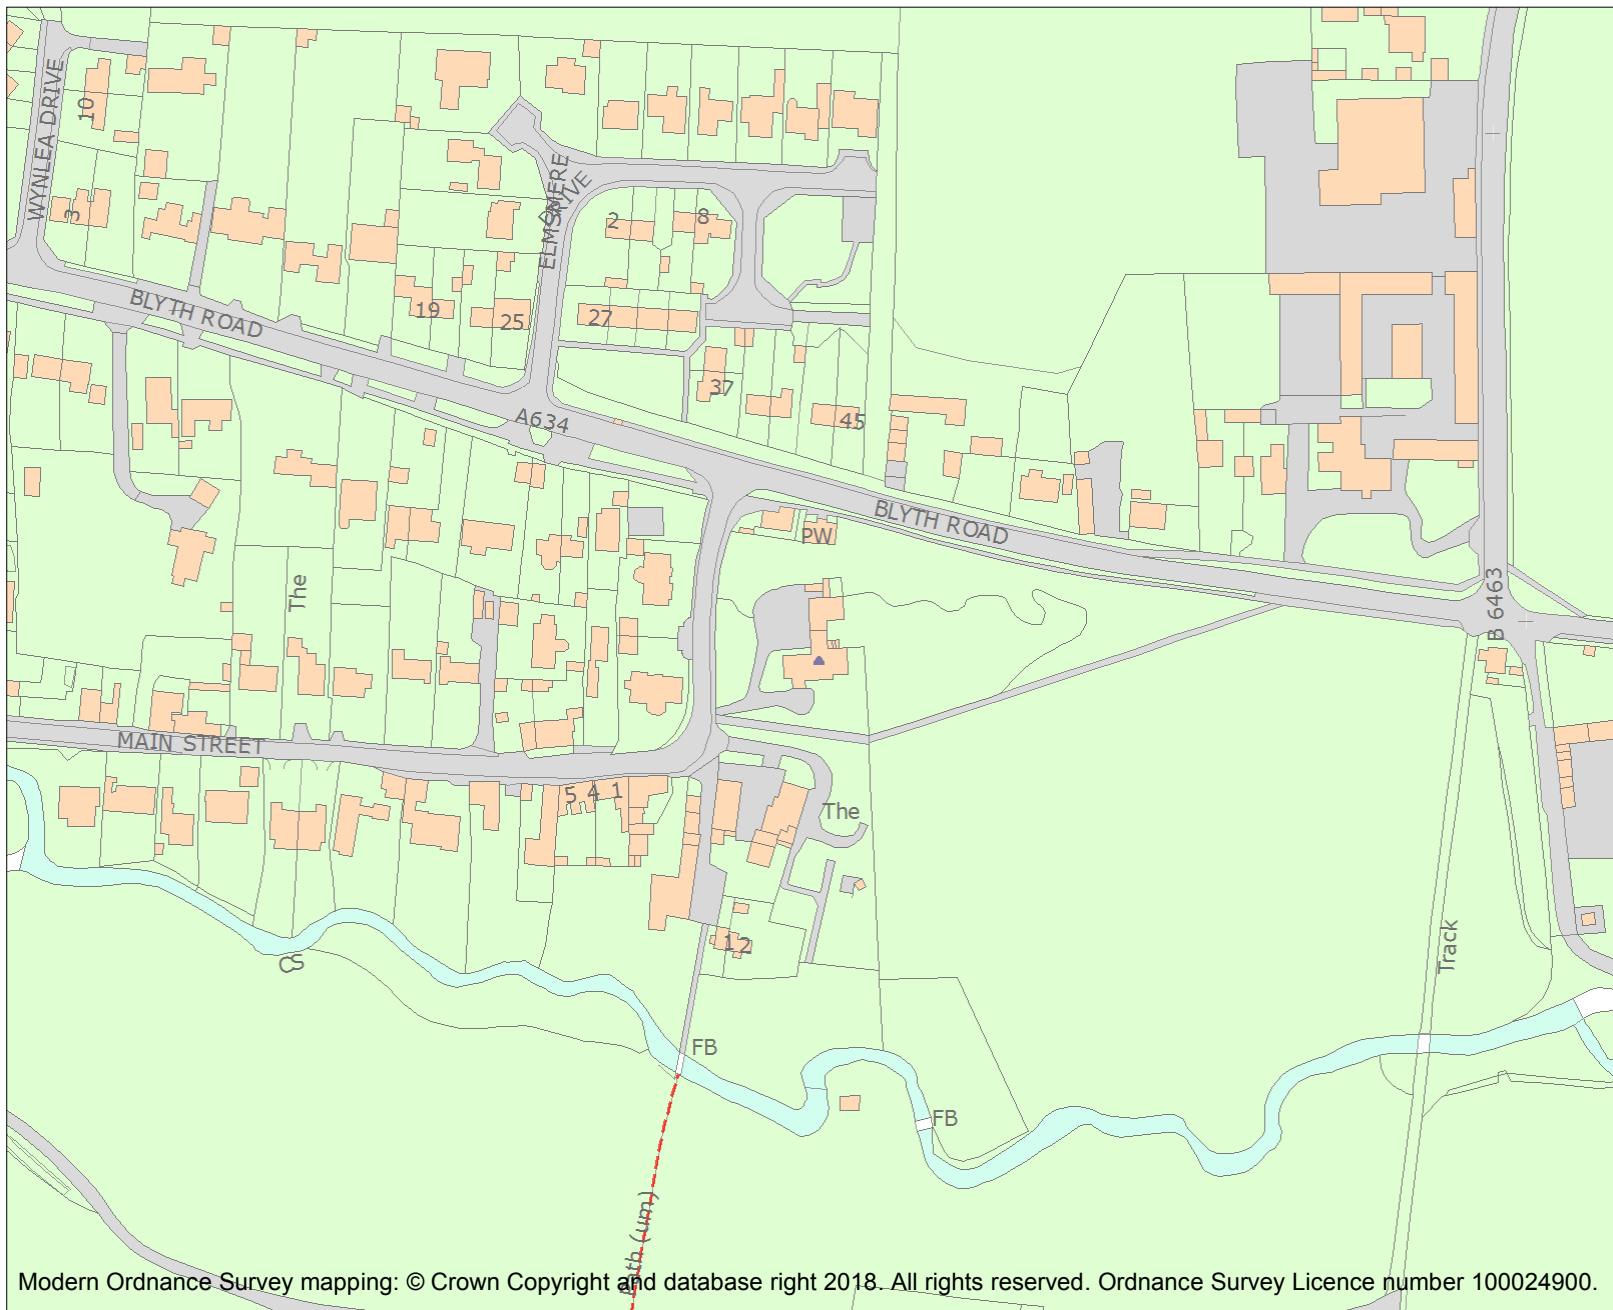 WYNLEA DRIVE
10
3
BLYTH ROAD
ELMSMERE
DRIVE
2
8
19
25
27
37
45
A634
BLYTH ROAD
PW
B 6463
The
MAIN STREET
5 4 1
The
12
CS
FB
FB
Track
Path (um)
Modern Ordnance Survey mapping: © Crown Copyright and database right 2018. All rights reserved. Ordnance Survey Licence number 100024900.